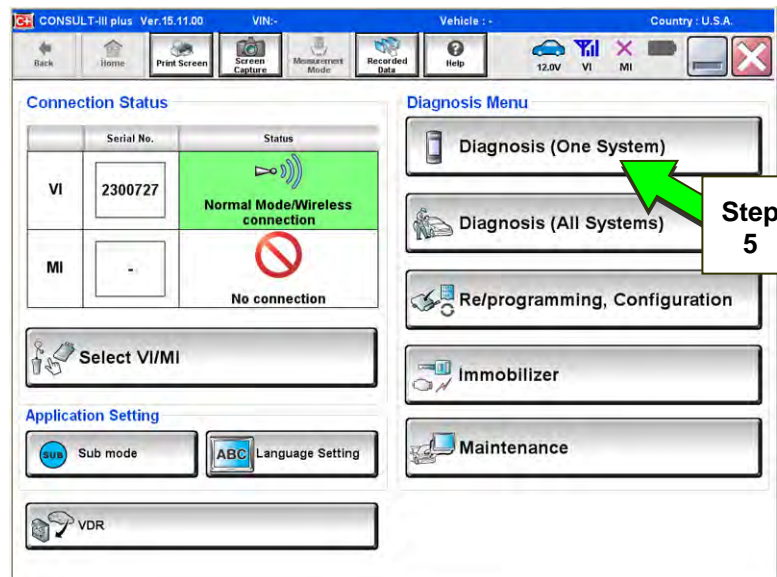 C+ CONSULT-III plus Ver.15.11.00 VIN:- Vehicle : - Country : U.S.A.
Back
Home
Print Screen
Screen Capture
Measurement Mode
Recorded Data
Help
12.0V
VI
MI
Connection Status
Serial No. Status
VI
2300727
Normal Mode/Wireless
connection
MI
-
No connection
Select VI/MI
Application Setting
SUB Sub mode
ABC Language Setting
VDR
Diagnosis Menu
Diagnosis (One System)
Step
5
Diagnosis (All Systems)
Re/programming, Configuration
Immobilizer
Maintenance